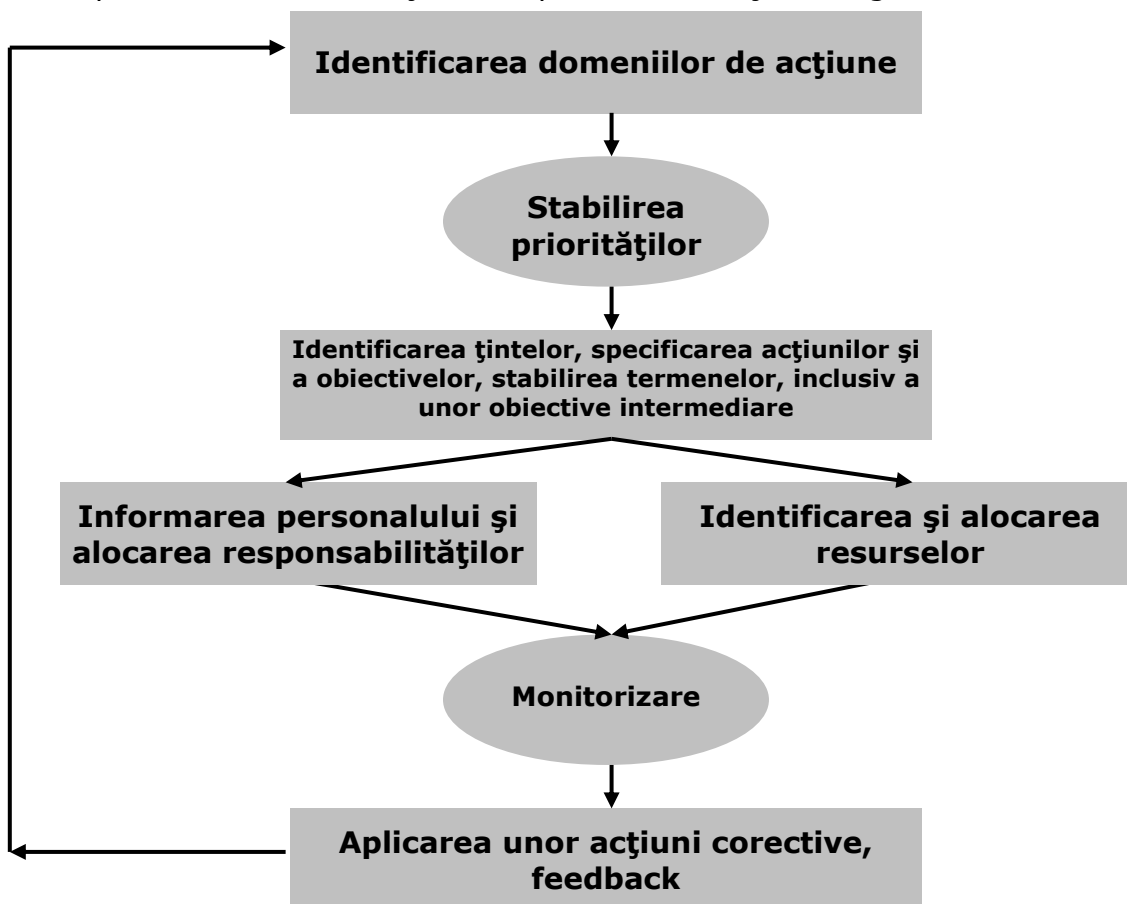 Identificarea domeniilor de acţiune
Stabilirea
priorităţilor
Identificarea ţintelor, specificarea acţiunilor şi
a obiectivelor, stabilirea termenelor, inclusiv a
unor obiective intermediare
Informarea personalului şi
alocarea responsabilităţilor
Identificarea şi alocarea
resurselor
Monitorizare
Aplicarea unor acţiuni corective,
feedback